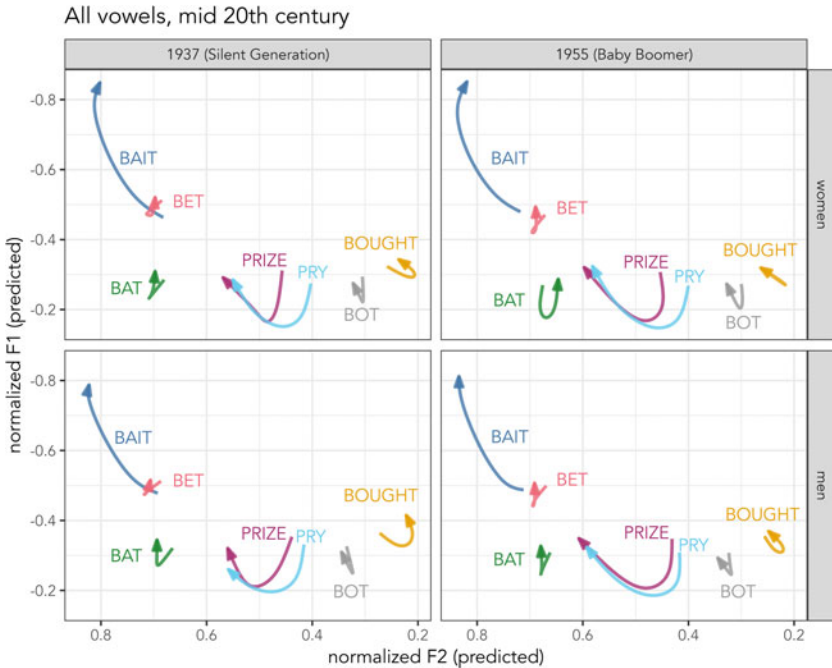 All vowels, mid 20th century
1937 (Silent Generation)
1955 (Baby Boomer)
-0.8
-0.6
-0.4
-0.2
BAIT
BET
BAT
PRIZE
PRY
BOUGHT
BOT
BAIT
BET
BAT
PRIZE
PRY
BOUGHT
BOT
women
-0.8
-0.6
-0.4
-0.2
BAIT
BET
BAT
PRIZE
PRY
BOUGHT
BOT
BAIT
BET
BAT
PRIZE
PRY
BOUGHT
BOT
men
0.8
0.6
0.4
0.2
0.8
0.6
0.4
0.2
normalized F1 (predicted)
normalized F2 (predicted)